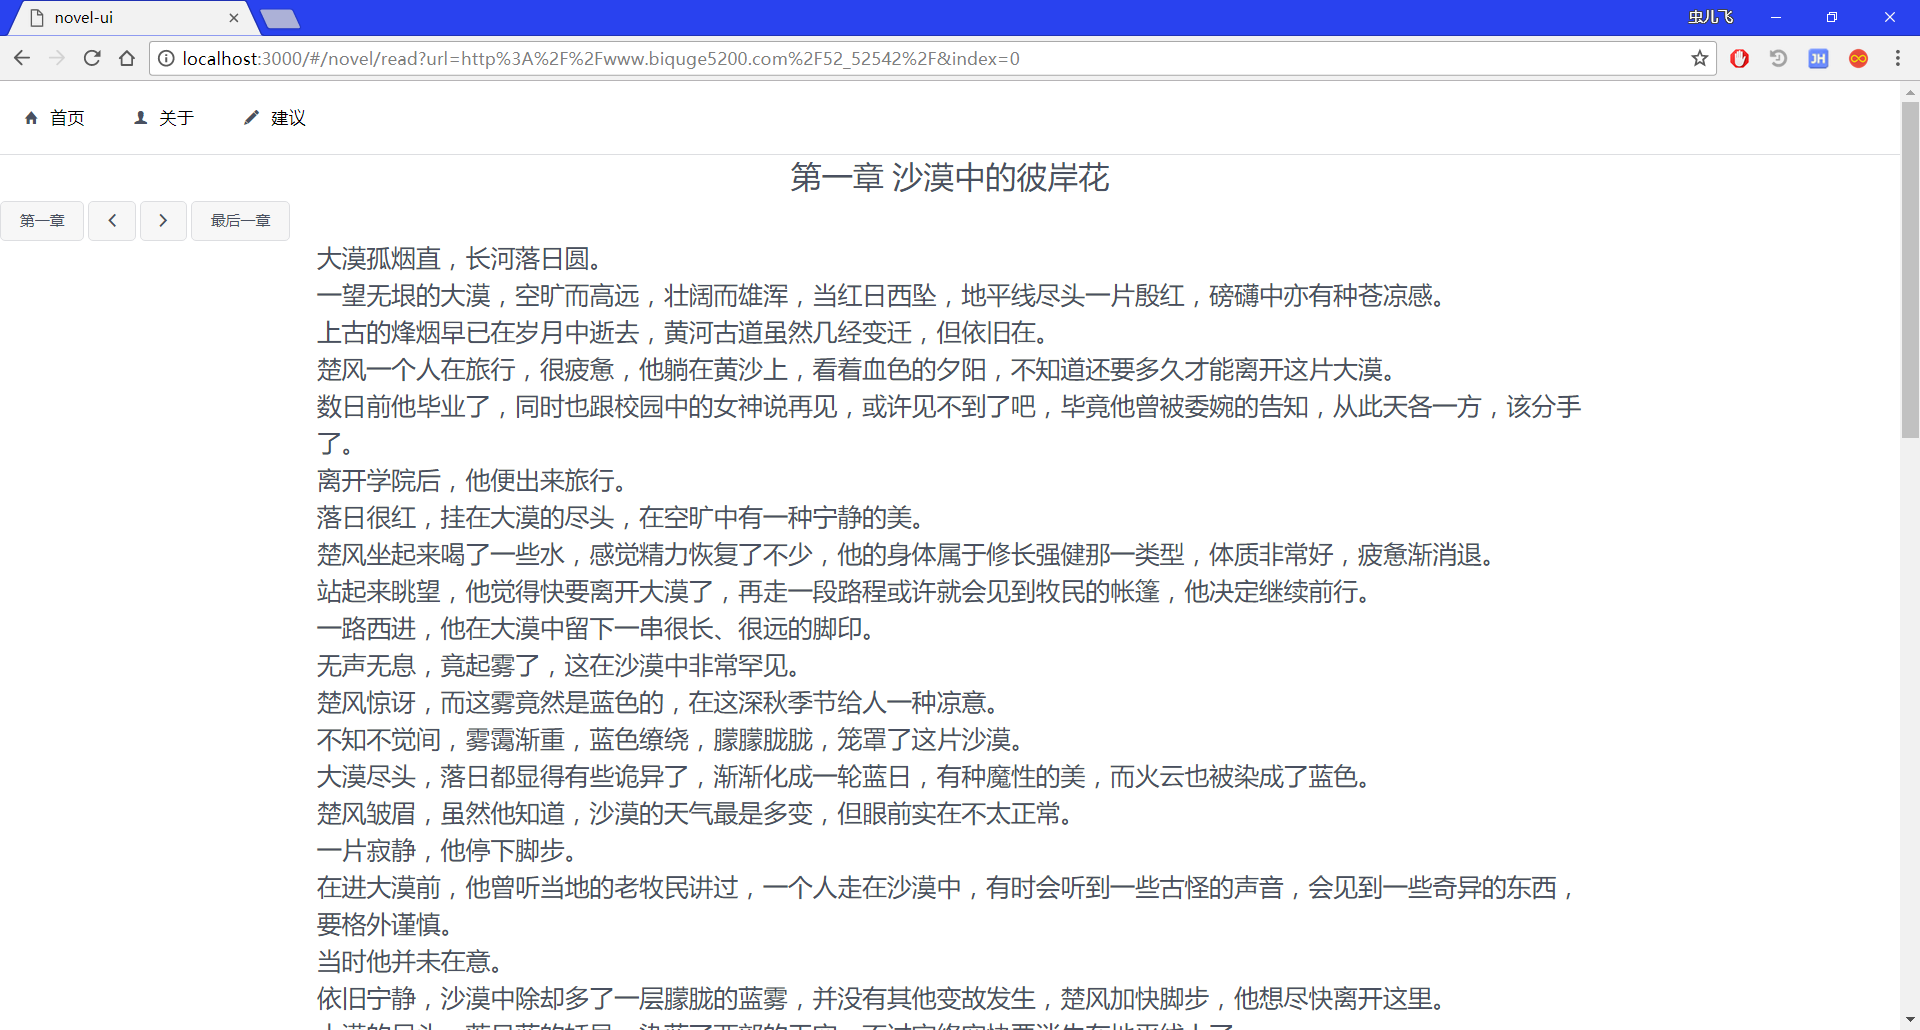 novel-ui
虫儿飞
localhost:3000/#/novel/read?url=http%3A%2F%2Fwww.biquge5200.com%2F52_52542%2F&index=0
JH
首页 关于 建议
第一章 沙漠中的彼岸花
第一章 最后一章
大漠孤烟直，长河落日圆。
一望无垠的大漠，空旷而高远，壮阔而雄浑，当红日西坠，地平线尽头一片殷红，磅礴中亦有种苍凉感。
上古的烽烟早已在岁月中逝去，黄河古道虽然几经变迁，但依旧在。
楚风一个人在旅行，很疲惫，他躺在黄沙上，看着血色的夕阳，不知道还要多久才能离开这片大漠。
数日前他毕业了，同时也跟校园中的女神说再见，或许见不到了吧，毕竟他曾被委婉的告知，从此天各一方，该分手
了。
离开学院后，他便出来旅行。
落日很红，挂在大漠的尽头，在空旷中有一种宁静的美。
楚风坐起来喝了一些水，感觉精力恢复了不少，他的身体属于修长强健那一类型，体质非常好，疲惫渐消退。
站起来眺望，他觉得快要离开大漠了，再走一段路程或许就会见到牧民的帐篷，他决定继续前行。
一路西进，他在大漠中留下一串很长、很远的脚印。
无声无息，竟起雾了，这在沙漠中非常罕见。
楚风惊讶，而这雾竟然是蓝色的，在这深秋季节给人一种凉意。
不知不觉间，雾霭渐重，蓝色缭绕，朦朦胧胧，笼罩了这片沙漠。
大漠尽头，落日都显得有些诡异了，渐渐化成一轮蓝日，有种魔性的美，而火云也被染成了蓝色。
楚风皱眉，虽然他知道，沙漠的天气最是多变，但眼前实在不太正常。
一片寂静，他停下脚步。
在进大漠前，他曾听当地的老牧民讲过，一个人走在沙漠中，有时会听到一些古怪的声音，会见到一些奇异的东西，
要格外谨慎。
当时他并未在意。
依旧宁静，沙漠中除却多了一层朦胧的蓝雾，并没有其他变故发生，楚风加快脚步，他想尽快离开这里。